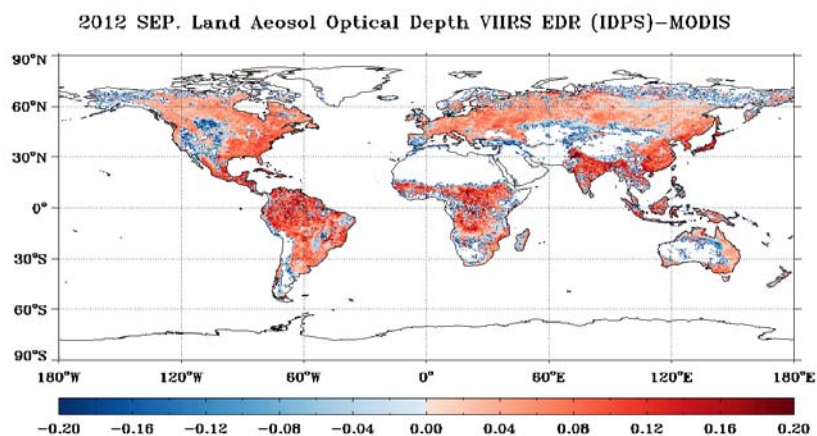 2012 SEP. Land Aeosol Optical Depth VIIRS EDR (IDPS)-MODIS
90°N
60°N
30°N
0°
30°S
60°S
90°S
180°W 120°W 60°W 0° 60°E 120°E 180°E
-0.20 -0.16 -0.12 -0.08 -0.04 0.00 0.04 0.08 0.12 0.16 0.20